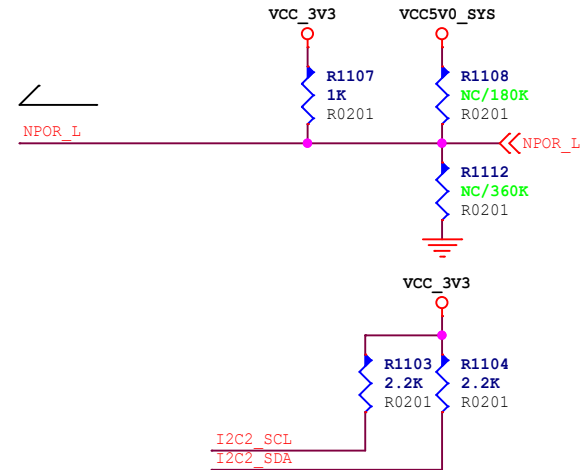 VCC_3V3
VCC5V0_SYS
R1107
1K
R0201
R1108
NC/180K
R0201
NPOR_L
NPOR_L
R1112
NC/360K
R0201
VCC_3V3
R1103
2.2K
R0201
R1104
2.2K
R0201
I2C2_SCL
I2C2_SDA